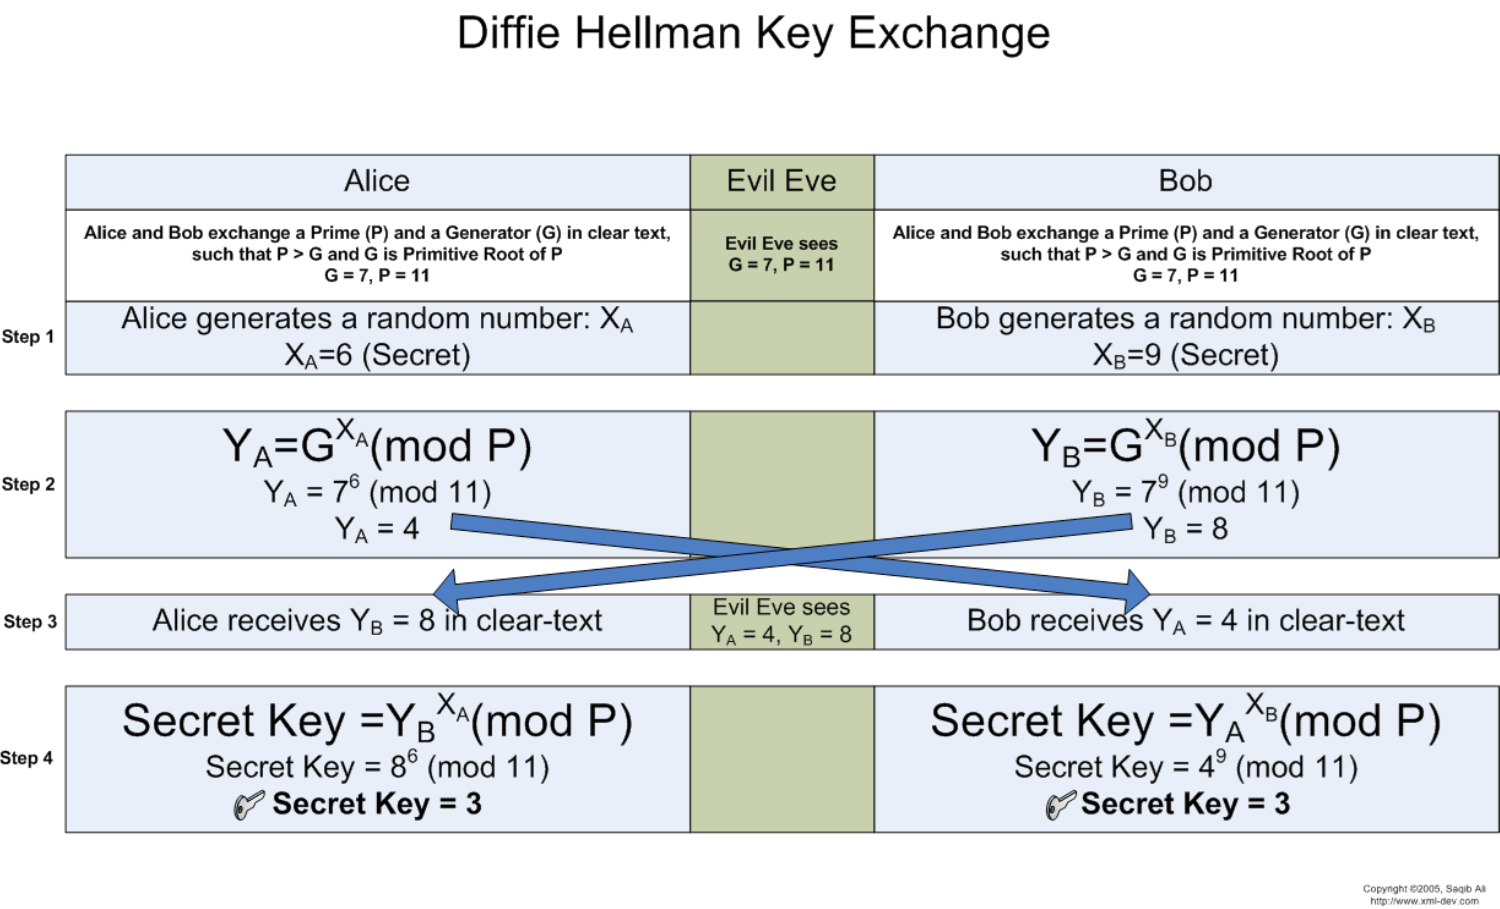 Diffie Hellman Key Exchange
Alice
Evil Eve
Bob
Alice and Bob exchange a Prime (P) and a Generator (G) in clear text,
such that P > G and G is Primitive Root of P
G = 7, P = 11
Evil Eve sees
G = 7, P = 11
Alice and Bob exchange a Prime (P) and a Generator (G) in clear text,
such that P > G and G is Primitive Root of P
G = 7, P = 11
Step 1
Alice generates a random number: X_A
X_A=6 (Secret)
Bob generates a random number: X_B
X_B=9 (Secret)
Step 2
Y_A=G^{X_A}(mod P)
Y_A = 7^6 (mod 11)
Y_A = 4
Y_B=G^{X_B}(mod P)
Y_B = 7^9 (mod 11)
Y_B = 8
Step 3
Alice receives Y_B = 8 in clear-text
Evil Eve sees
Y_A = 4, Y_B = 8
Bob receives Y_A = 4 in clear-text
Step 4
Secret Key =Y_B^{X_A}(mod P)
Secret Key = 8^6 (mod 11)
Secret Key = 3
Secret Key =Y_A^{X_B}(mod P)
Secret Key = 4^9 (mod 11)
Secret Key = 3
Copyright ©2005, Saqib Ali
http://www.xml-dev.com